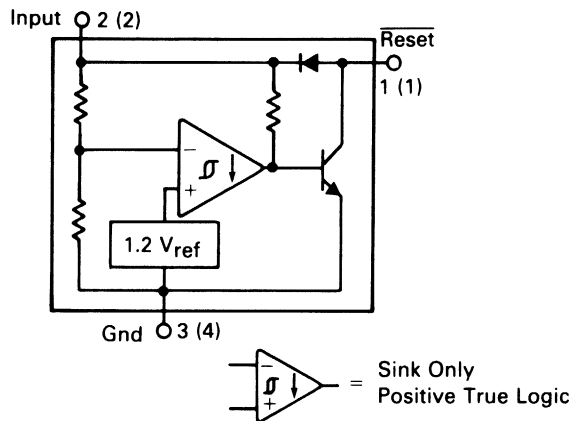 Input 2 (2)
Reset
1 (1)
−
+
1.2 Vref
Gnd 3 (4)
−
+
= Sink Only
Positive True Logic